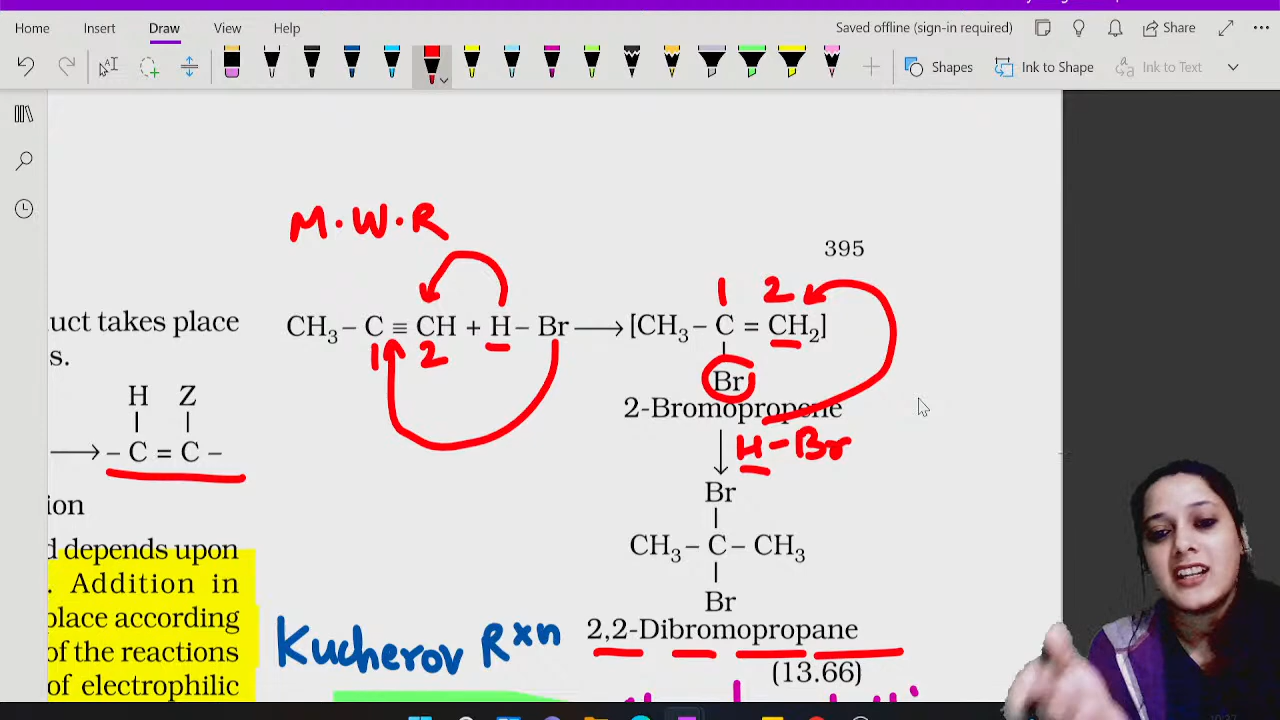 Home Insert Draw View Help Saved offline (sign-in required) Share
Shapes Ink to Shape Ink to Text
M.W.R
395
1 2
uct takes place
CH3 – C ≡ CH + H – Br ⟶ [CH3 – C = CH2]
s.
1 2
Br
H Z
2-Bromopropene
– C = C –
H-Br
Br
ion
d depends upon
CH3 – C – CH3
. Addition in
place according
Br
Kucherov Rxn
2,2-Dibromopropane
of the reactions
(13.66)
of electrophilic